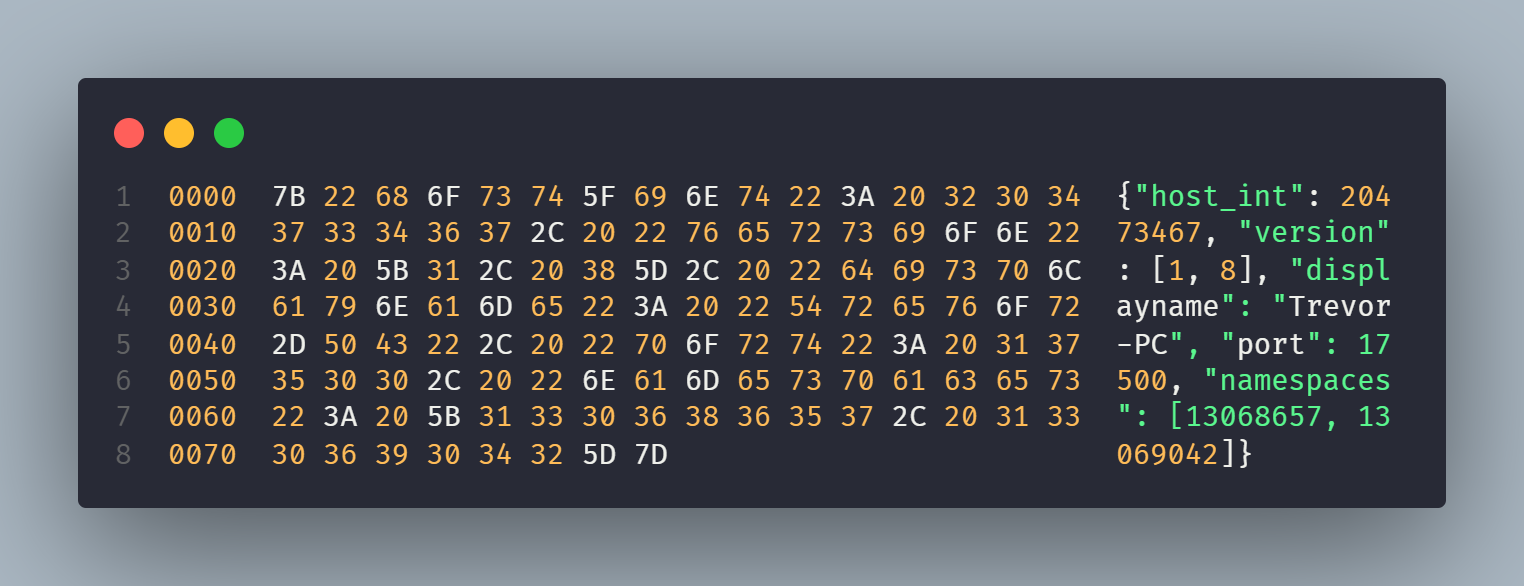 1 0000 7B 22 68 6F 73 74 5F 69 6E 74 22 3A 20 32 30 34 {"host_int": 204
2 0010 37 33 34 36 37 2C 20 22 76 65 72 73 69 6F 6E 22 73467, "version"
3 0020 3A 20 5B 31 2C 20 38 5D 2C 20 22 64 69 73 70 6C : [1, 8], "displ
4 0030 61 79 6E 61 6D 65 22 3A 20 22 54 72 65 76 6F 72 ayname": "Trevor
5 0040 2D 50 43 22 2C 20 22 70 6F 72 74 22 3A 20 31 37 -PC", "port": 17
6 0050 35 30 30 2C 20 22 6E 61 6D 65 73 70 61 63 65 73 500, "namespaces
7 0060 22 3A 20 5B 31 33 30 36 38 36 35 37 2C 20 31 33 ": [13068657, 13
8 0070 30 36 39 30 34 32 5D 7D 069042]}